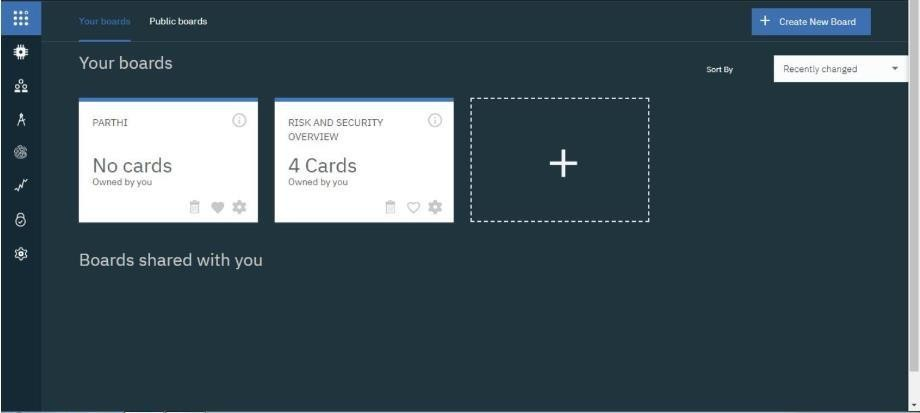 Your boards
Public boards
Create New Board
Your boards
Sort By
Recently changed
PARTHI
No cards
Owned by you
RISK AND SECURITY
OVERVIEW
4 Cards
Owned by you
Boards shared with you